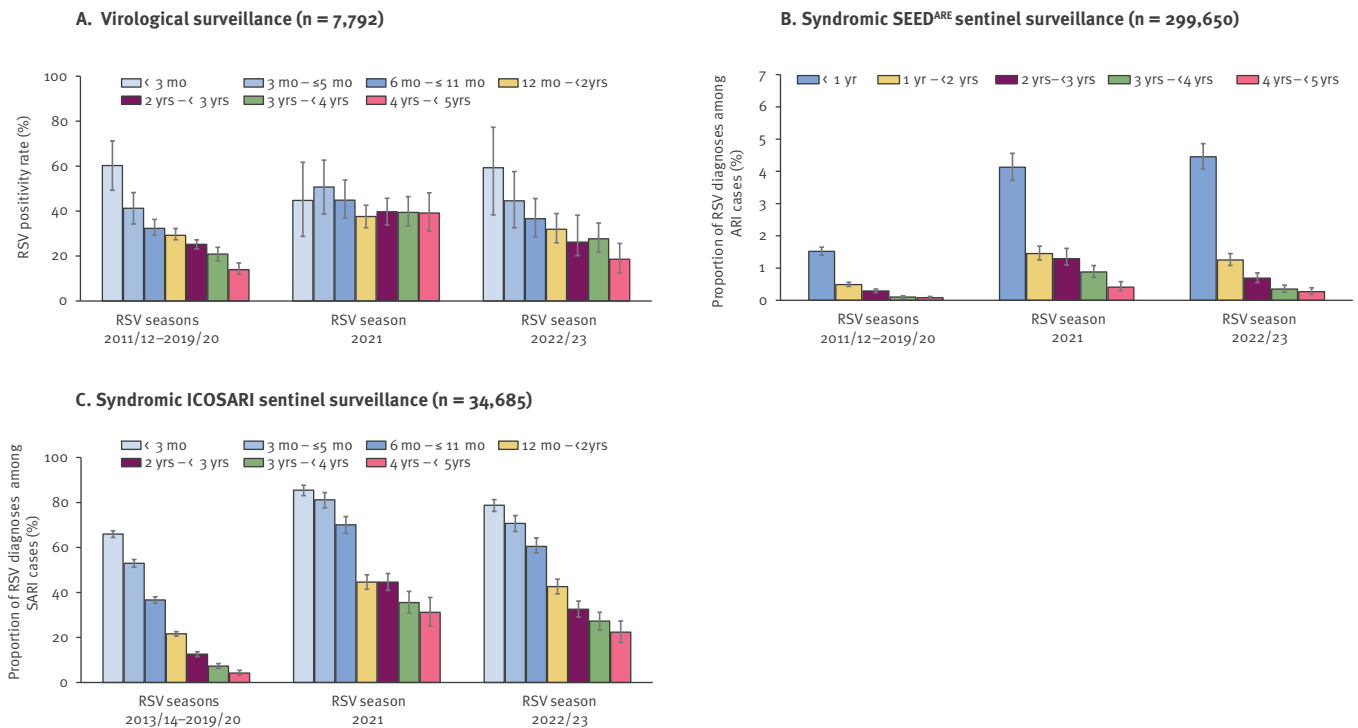 A. Virological surveillance (n = 7,792)
RSV positivity rate (%)
100
80
60
40
20
0
< 3 mo
3 mo – ≤5 mo
6 mo – ≤ 11 mo
12 mo – <2yrs
2 yrs – < 3 yrs
3 yrs – <4 yrs
4 yrs – < 5yrs
RSV seasons
2011/12–2019/20
RSV season
2021
RSV season
2022/23
B. Syndromic SEEDARE sentinel surveillance (n = 299,650)
Proportion of RSV diagnoses among
ARI cases (%)
7
6
5
4
3
2
1
0
< 1 yr
1 yr – <2 yrs
2 yrs–<3 yrs
3 yrs – <4 yrs
4 yrs – <5 yrs
RSV seasons
2011/12–2019/20
RSV season
2021
RSV season
2022/23
C. Syndromic ICOSARI sentinel surveillance (n = 34,685)
Proportion of RSV diagnoses among
SARI cases (%)
100
80
60
40
20
0
< 3 mo
3 mo – ≤5 mo
6 mo – ≤ 11 mo
12 mo – <2yrs
2 yrs – < 3 yrs
3 yrs – <4 yrs
4 yrs – < 5yrs
RSV seasons
2013/14–2019/20
RSV season
2021
RSV season
2022/23